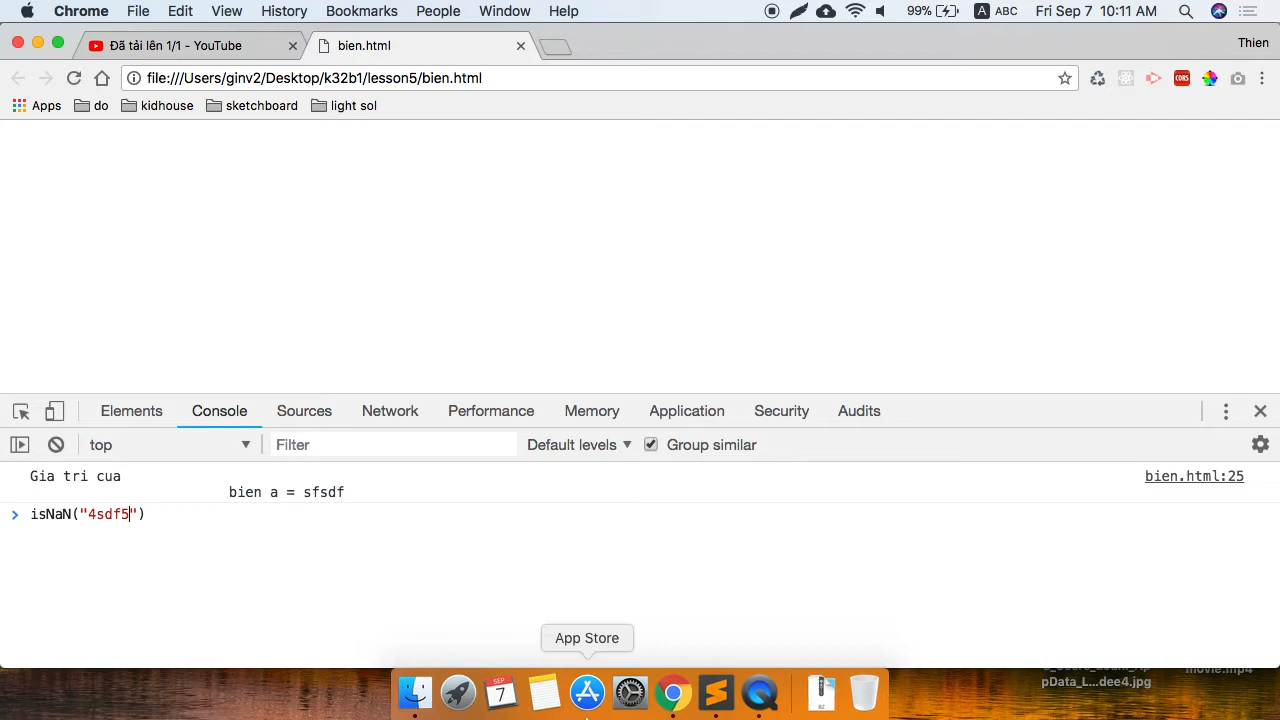 Chrome File Edit View History Bookmarks People Window Help 99% A ABC Fri Sep 7 10:11 AM
Đã tải lên 1/1 - YouTube bien.html Thien
file:///Users/ginv2/Desktop/k32b1/lesson5/bien.html CORS
Apps do kidhouse sketchboard light sol
Elements Console Sources Network Performance Memory Application Security Audits
top Filter Default levels Group similar
Gia tri cua bien.html:25
bien a = sfsdf
isNaN("4sdf5")
App Store
movie.mp4
pData_L...dee4.jpg
SEP
7